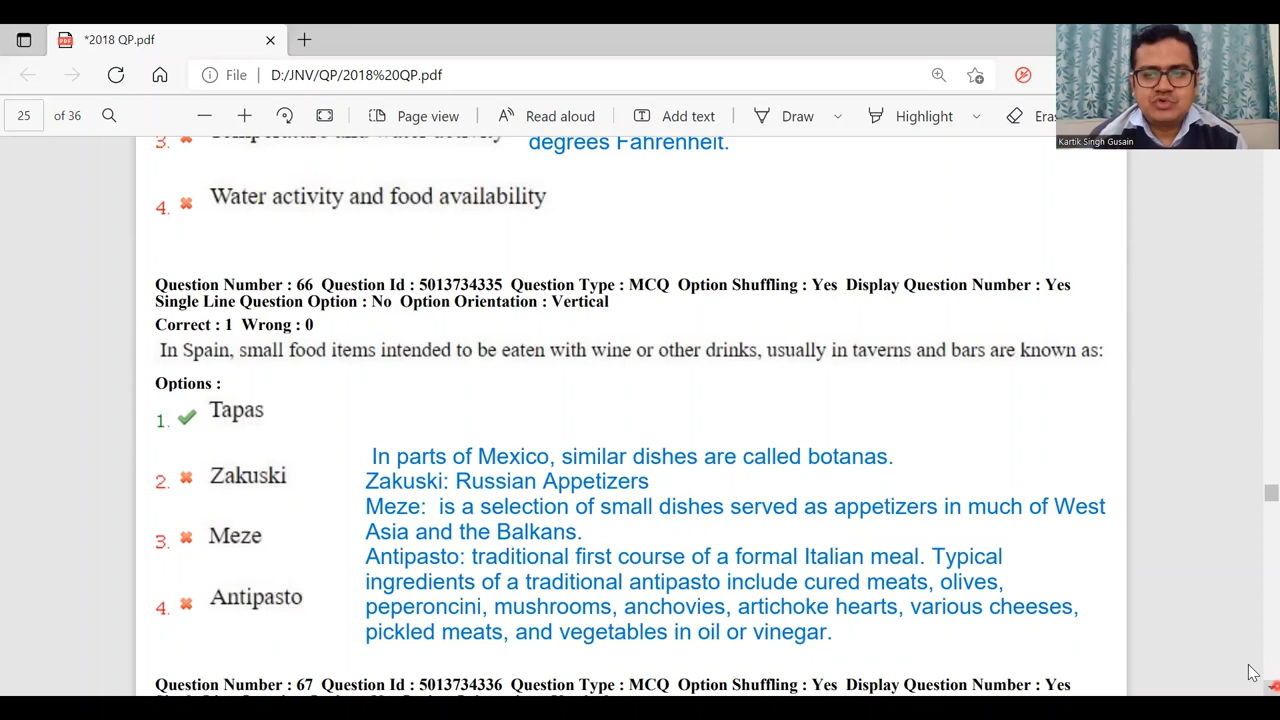 *2018 QP.pdf
File D:/JNV/QP/2018%20QP.pdf
25 of 36 Page view Read aloud Add text Draw Highlight
Kartik Singh Gusain
3. Temperature and water activity
degrees Fahrenheit.
4. Water activity and food availability
Question Number : 66 Question Id : 5013734335 Question Type : MCQ Option Shuffling : Yes Display Question Number : Yes
Single Line Question Option : No Option Orientation : Vertical
Correct : 1 Wrong : 0
In Spain, small food items intended to be eaten with wine or other drinks, usually in taverns and bars are known as:
Options :
1. Tapas
2. Zakuski
3. Meze
4. Antipasto
In parts of Mexico, similar dishes are called botanas.
Zakuski: Russian Appetizers
Meze: is a selection of small dishes served as appetizers in much of West
Asia and the Balkans.
Antipasto: traditional first course of a formal Italian meal. Typical
ingredients of a traditional antipasto include cured meats, olives,
peperoncini, mushrooms, anchovies, artichoke hearts, various cheeses,
pickled meats, and vegetables in oil or vinegar.
Question Number : 67 Question Id : 5013734336 Question Type : MCQ Option Shuffling : Yes Display Question Number : Yes